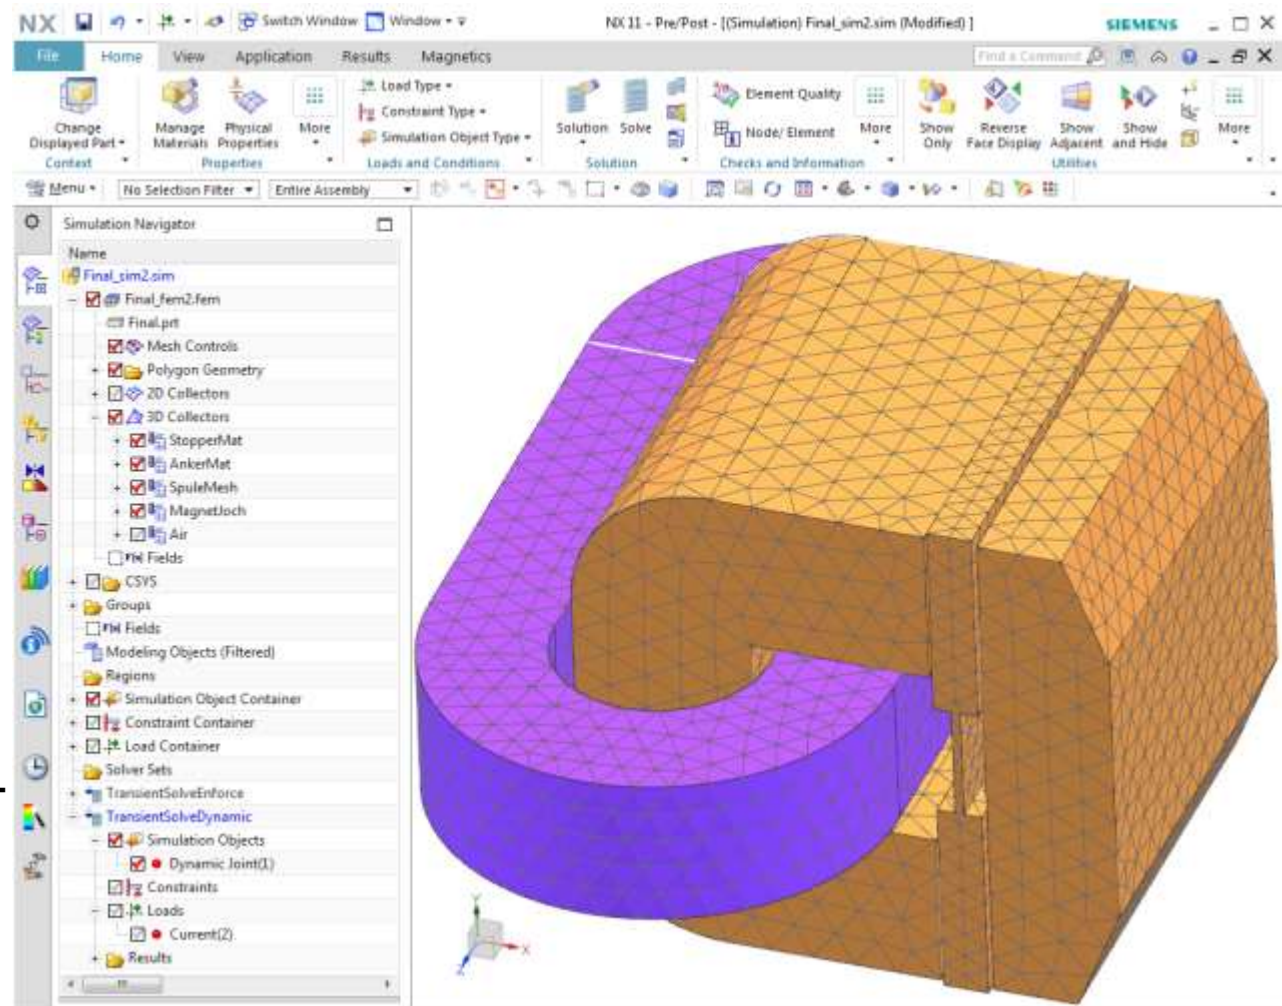 NX Switch Window Window NX 11 - Pre/Post - [(Simulation) Final_sim2.sim (Modified) ] SIEMENS
File Home View Application Results Magnetics Find a Command
Load Type
Constraint Type
Simulation Object Type
Change Displayed Part
Manage Materials
Physical Properties
More
Solution
Solve
Element Quality
Node/ Element
More
Show Only
Reverse Face Display
Show Adjacent
Show and Hide
More
Context Properties Loads and Conditions Solution Checks and Information Utilities
Menu No Selection Filter Entire Assembly
Simulation Navigator
Name
Final_sim2.sim
Final_fem2.fem
Final.prt
Mesh Controls
Polygon Geometry
2D Collectors
3D Collectors
StopperMat
AnkerMat
SpuleMesh
MagnetJoch
Air
Fields
CSYS
Groups
Fields
Modeling Objects (Filtered)
Regions
Simulation Object Container
Constraint Container
Load Container
Solver Sets
TransientSolveEnforce
TransientSolveDynamic
Simulation Objects
Dynamic Joint(1)
Constraints
Loads
Current(2)
Results
Y
X
Z